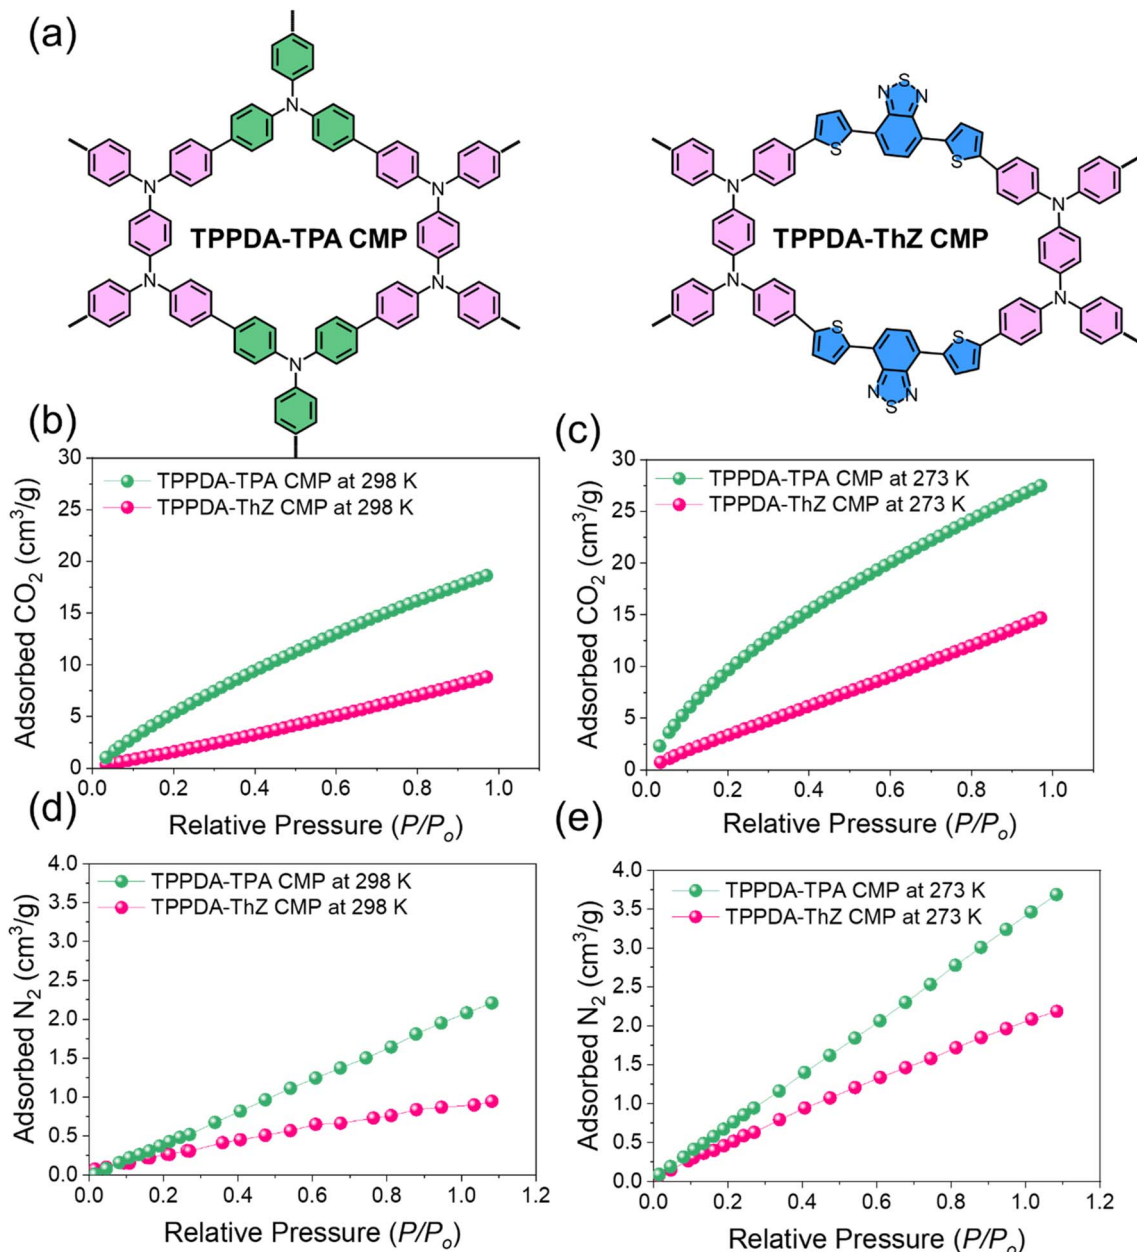 (a)
N
N
N
N
N
N
TPPDA-TPA CMP
S
N N
S S
N N
N N
TPPDA-ThZ CMP
S S
N N
S
(b)
30
25
20
15
10
5
0
Adsorbed CO₂ (cm³/g)
TPPDA-TPA CMP at 298 K
TPPDA-ThZ CMP at 298 K
0.0 0.2 0.4 0.6 0.8 1.0
Relative Pressure (P/Pₒ)
(c)
30
25
20
15
10
5
0
Adsorbed CO₂ (cm³/g)
TPPDA-TPA CMP at 273 K
TPPDA-ThZ CMP at 273 K
0.0 0.2 0.4 0.6 0.8 1.0
Relative Pressure (P/Pₒ)
(d)
4.0
3.5
3.0
2.5
2.0
1.5
1.0
0.5
0.0
Adsorbed N₂ (cm³/g)
TPPDA-TPA CMP at 298 K
TPPDA-ThZ CMP at 298 K
0.0 0.2 0.4 0.6 0.8 1.0 1.2
Relative Pressure (P/Pₒ)
(e)
4.0
3.5
3.0
2.5
2.0
1.5
1.0
0.5
0.0
Adsorbed N₂ (cm³/g)
TPPDA-TPA CMP at 273 K
TPPDA-ThZ CMP at 273 K
0.0 0.2 0.4 0.6 0.8 1.0 1.2
Relative Pressure (P/Pₒ)